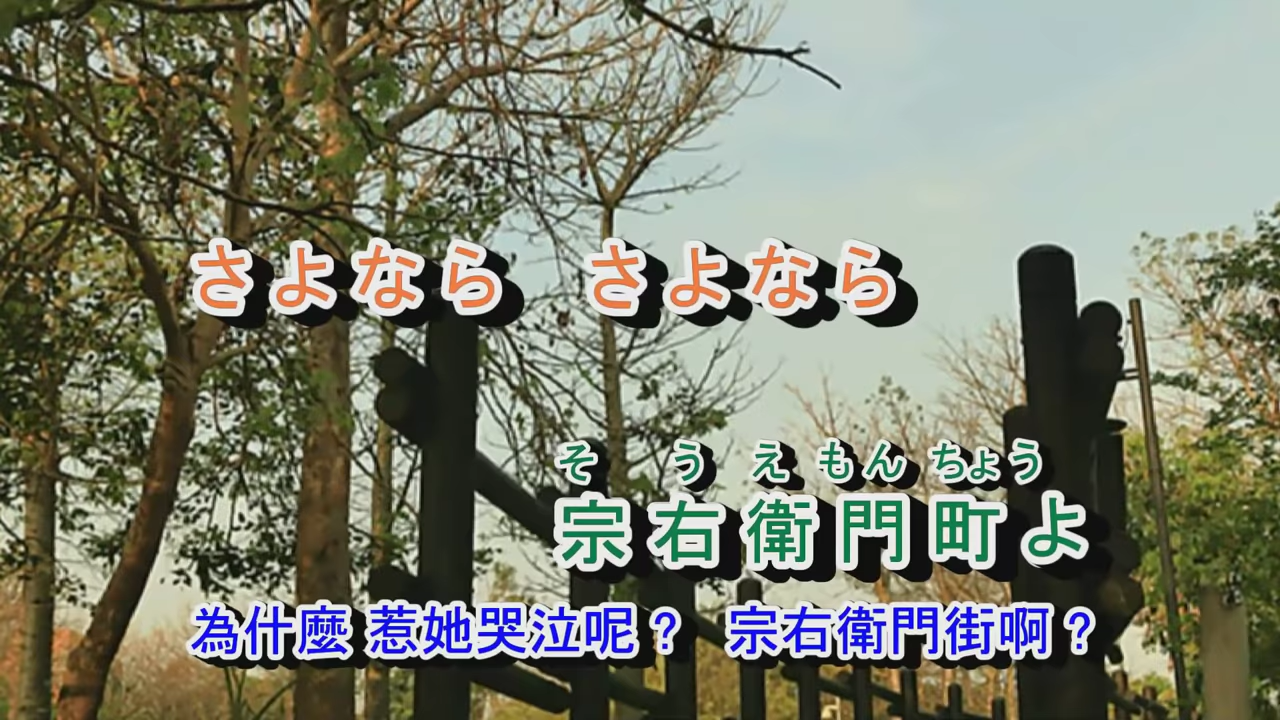 さよなら　さよなら
そうえもんちょう
宗右衛門町よ
為什麼 惹她哭泣呢？ 宗右衛門街啊？